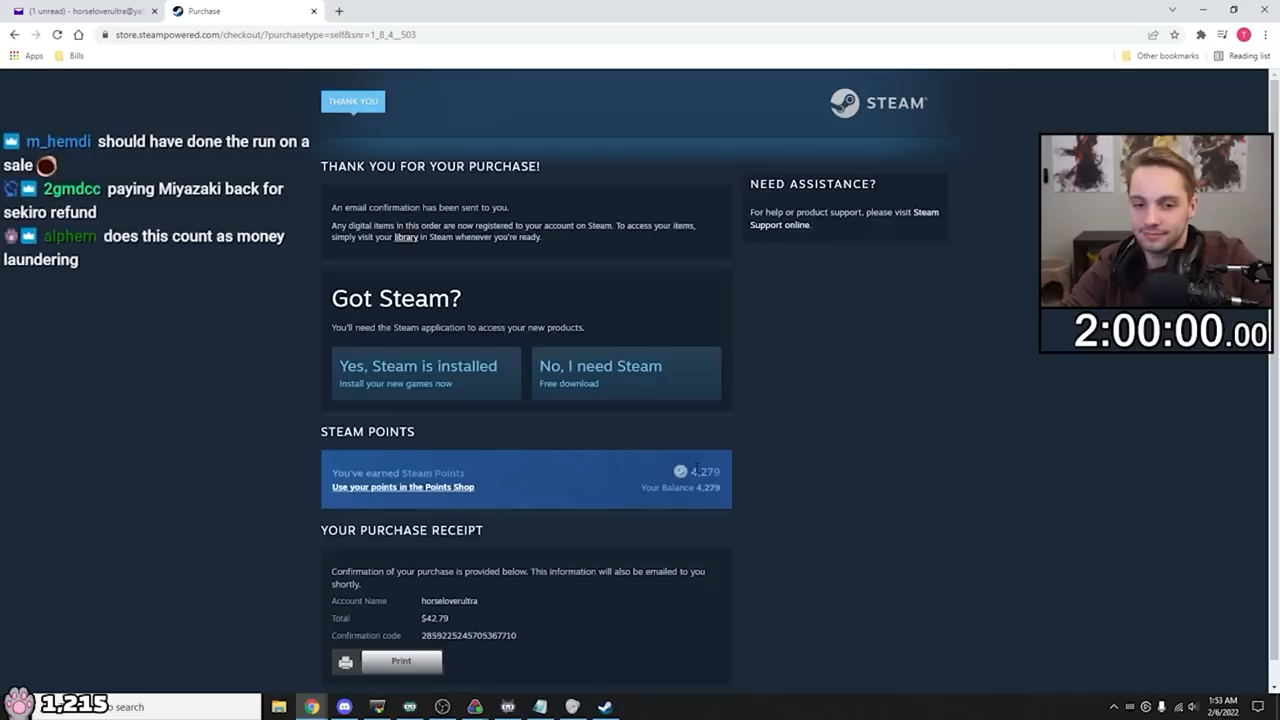 (1 unread) - horseloverultra@ya
Purchase
store.steampowered.com/checkout/?purchasetype=self&snr=1_8_4__503
T
Apps
Bills
Other bookmarks
Reading list
THANK YOU
STEAM
m_hemdi should have done the run on a
sale
2gmdcc paying Miyazaki back for
sekiro refund
alphern does this count as money
laundering
THANK YOU FOR YOUR PURCHASE!
An email confirmation has been sent to you.
Any digital items in this order are now registered to your account on Steam. To access your items,
simply visit your library in Steam whenever you're ready.
NEED ASSISTANCE?
For help or product support, please visit Steam
Support online.
Got Steam?
You'll need the Steam application to access your new products.
Yes, Steam is installed
Install your new games now
No, I need Steam
Free download
2:00:00.00
STEAM POINTS
You've earned Steam Points
4,279
Use your points in the Points Shop
Your Balance 4,279
YOUR PURCHASE RECEIPT
Confirmation of your purchase is provided below. This information will also be emailed to you
shortly.
Account Name horseloverultra
Total $42.79
Confirmation code 2859225245705367710
Print
1,215
o search
1:53 AM
2/6/2022